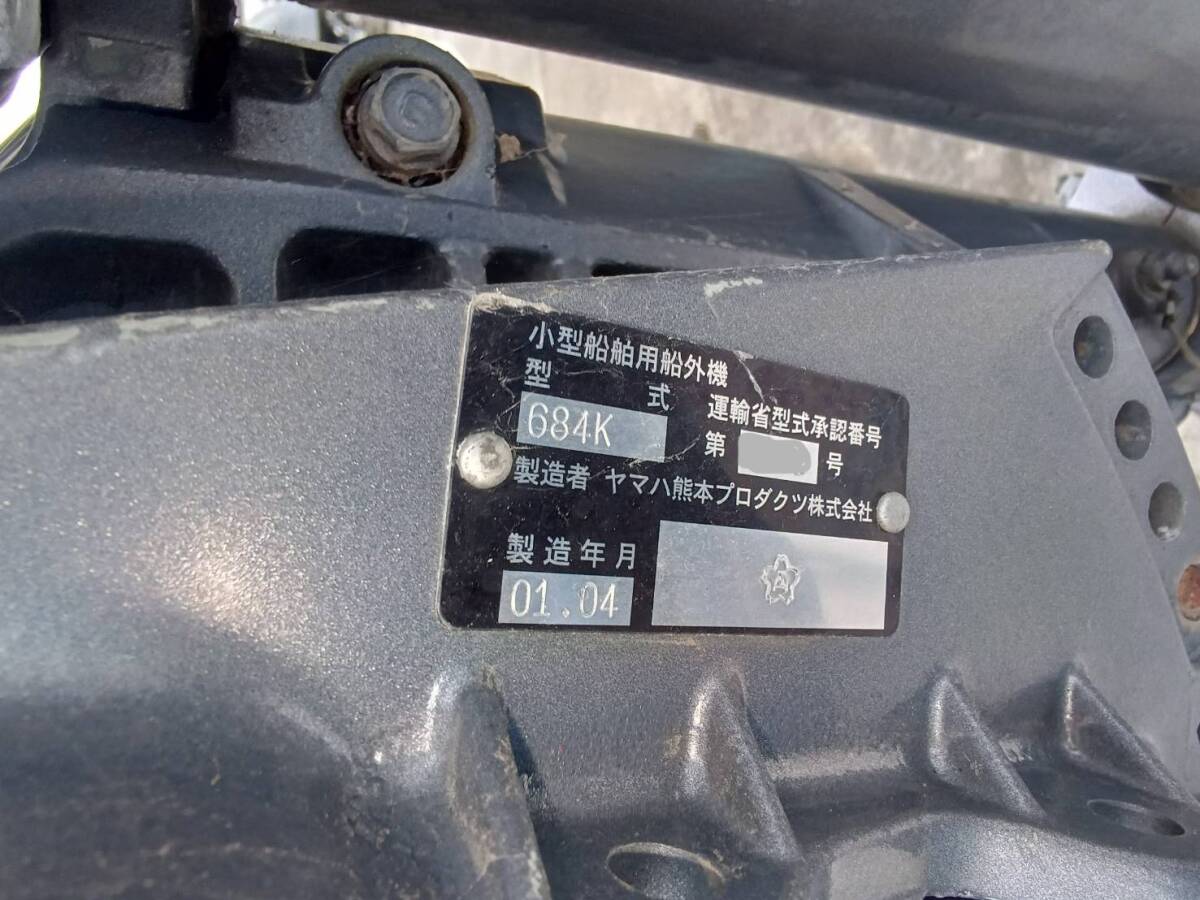 小型船舶用船外機
型式 運輸省型式承認番号
684K 第 号
製造者 ヤマハ熊本プロダクツ株式会社
製造年月
01.04